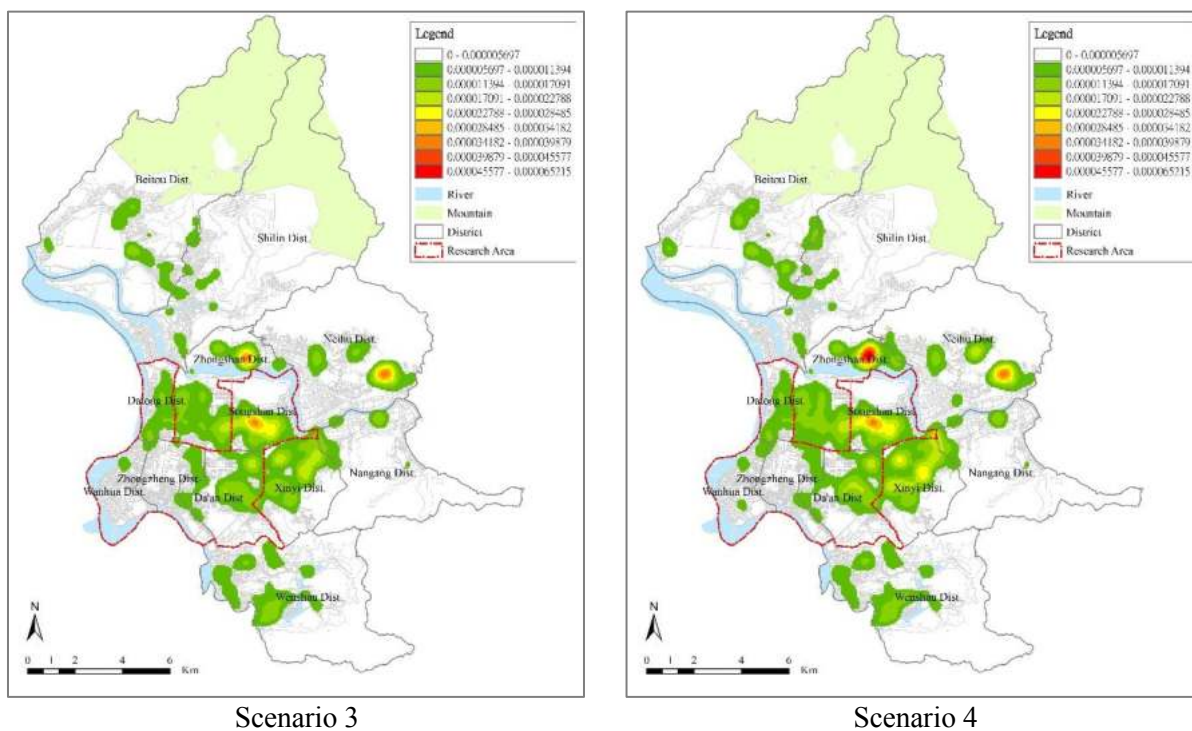 Legend
0 - 0.000005697
0.000005697 - 0.000011394
0.000011394 - 0.000017091
0.000017091 - 0.000022788
0.000022788 - 0.000028485
0.000028485 - 0.000034182
0.000034182 - 0.000039879
0.000039879 - 0.000045577
0.000045577 - 0.000065215
River
Mountain
District
Research Area
Beitou Dist.
Shilin Dist.
Neihu Dist.
Zhongshan Dist.
Datong Dist.
Songshan Dist.
Zhongzheng Dist.
Nangang Dist.
Wanhua Dist.
Da'an Dist
Xinyi Dist.
Wenshan Dist.
N
0 1 2 4 6
Km
Scenario 3
Legend
0 - 0.000005697
0.000005697 - 0.000011394
0.000011394 - 0.000017091
0.000017091 - 0.000022788
0.000022788 - 0.000028485
0.000028485 - 0.000034182
0.000034182 - 0.000039879
0.000039879 - 0.000045577
0.000045577 - 0.000065215
River
Mountain
District
Research Area
Beitou Dist.
Shilin Dist.
Neihu Dist.
Zhongshan Dist.
Datong Dist.
Songshan Dist.
Zhongzheng Dist.
Nangang Dist.
Wanhua Dist.
Da'an Dist
Xinyi Dist.
Wenshan Dist.
N
0 1 2 4 6
Km
Scenario 4